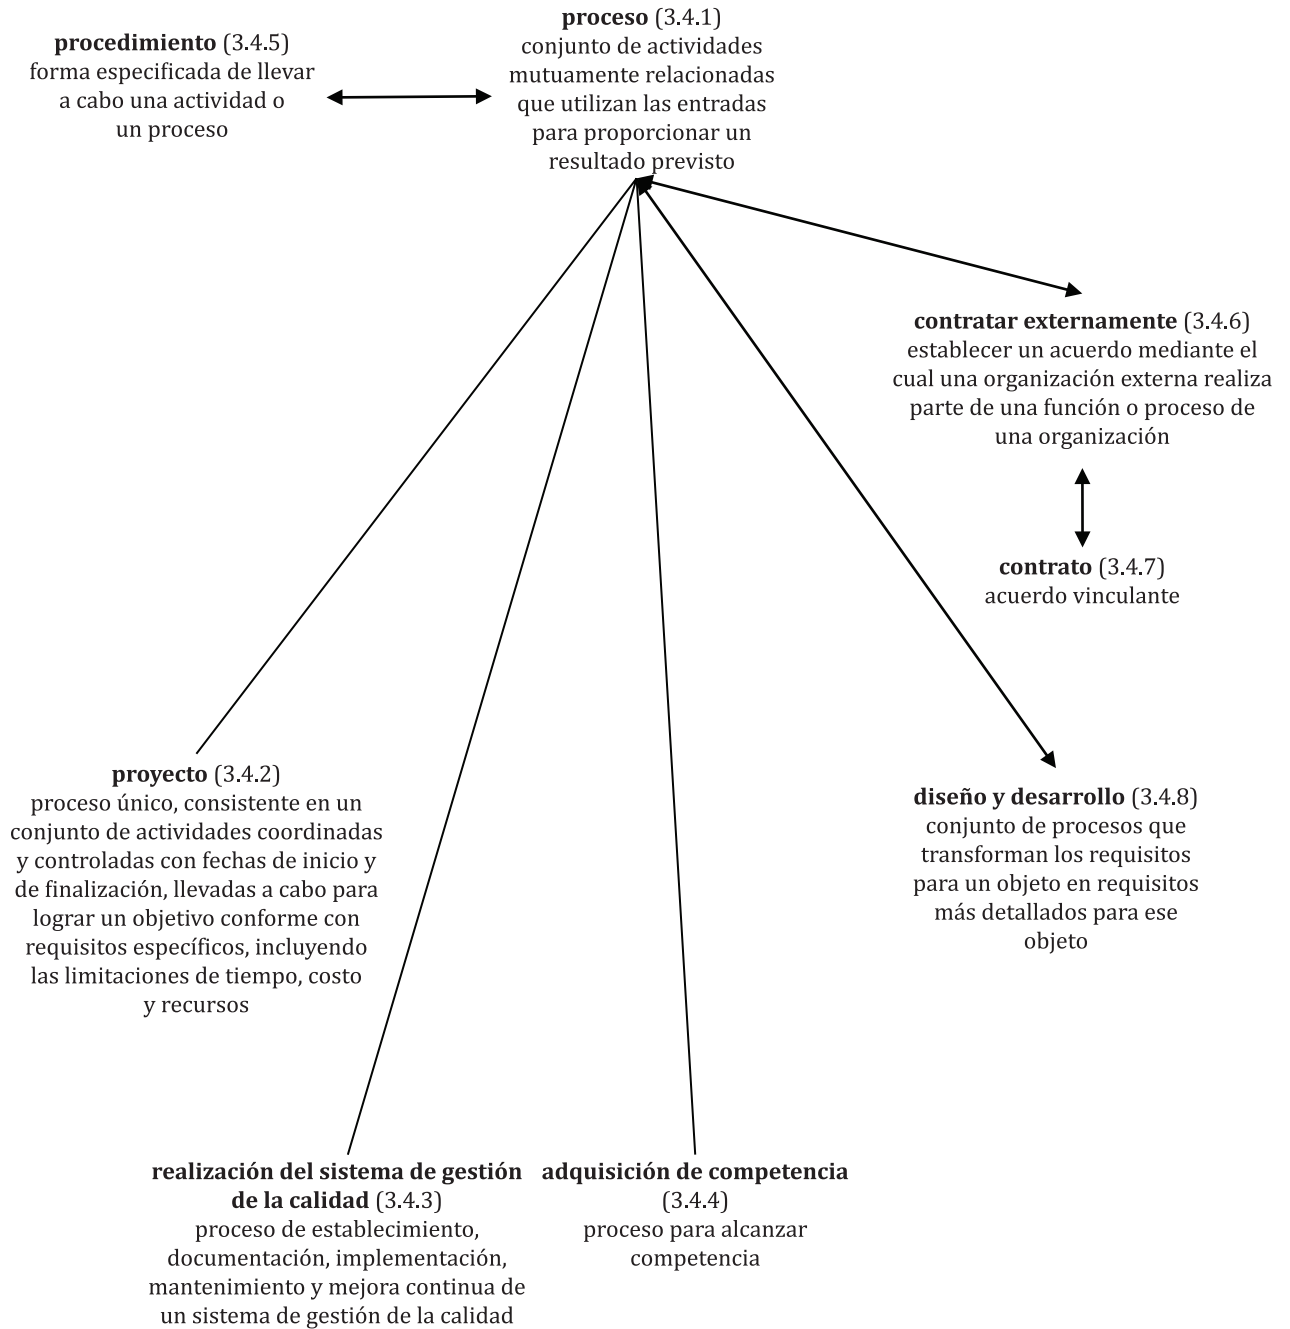 procedimiento (3.4.5)
forma especificada de llevar
a cabo una actividad o
un proceso
proceso (3.4.1)
conjunto de actividades
mutuamente relacionadas
que utilizan las entradas
para proporcionar un
resultado previsto
contratar externamente (3.4.6)
establecer un acuerdo mediante el
cual una organización externa realiza
parte de una función o proceso de
una organización
contrato (3.4.7)
acuerdo vinculante
proyecto (3.4.2)
proceso único, consistente en un
conjunto de actividades coordinadas
y controladas con fechas de inicio y
de finalización, llevadas a cabo para
lograr un objetivo conforme con
requisitos específicos, incluyendo
las limitaciones de tiempo, costo
y recursos
diseño y desarrollo (3.4.8)
conjunto de procesos que
transforman los requisitos
para un objeto en requisitos
más detallados para ese
objeto
realización del sistema de gestión
de la calidad (3.4.3)
proceso de establecimiento,
documentación, implementación,
mantenimiento y mejora continua de
un sistema de gestión de la calidad
adquisición de competencia
(3.4.4)
proceso para alcanzar
competencia